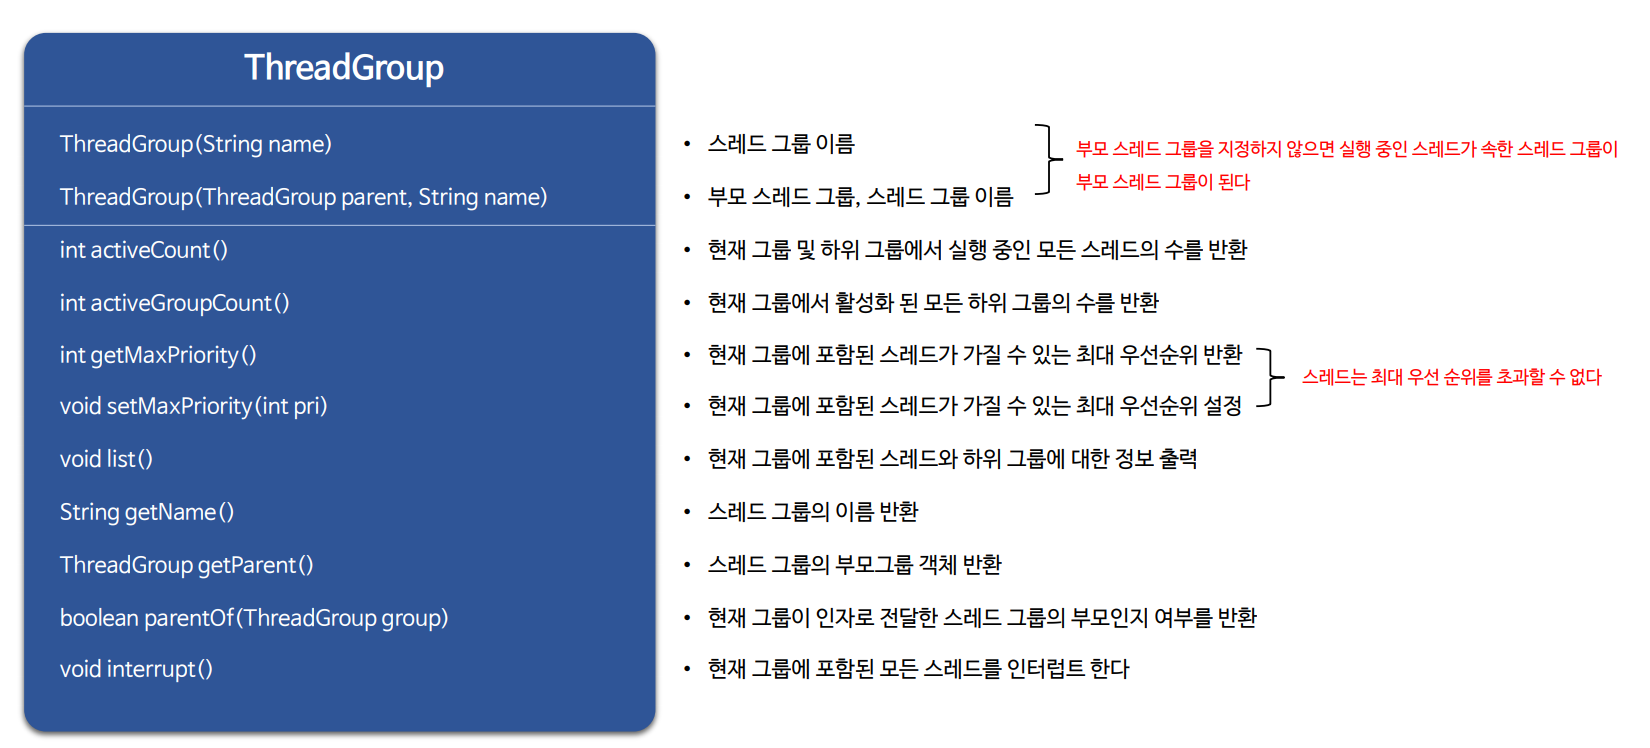 ThreadGroup
ThreadGroup(String name)
• 스레드 그룹 이름
ThreadGroup(ThreadGroup parent, String name)
• 부모 스레드 그룹, 스레드 그룹 이름
부모 스레드 그룹을 지정하지 않으면 실행 중인 스레드가 속한 스레드 그룹이
부모 스레드 그룹이 된다
int activeCount()
• 현재 그룹 및 하위 그룹에서 실행 중인 모든 스레드의 수를 반환
int activeGroupCount()
• 현재 그룹에서 활성화 된 모든 하위 그룹의 수를 반환
int getMaxPriority()
• 현재 그룹에 포함된 스레드가 가질 수 있는 최대 우선순위 반환
void setMaxPriority(int pri)
• 현재 그룹에 포함된 스레드가 가질 수 있는 최대 우선순위 설정
스레드는 최대 우선 순위를 초과할 수 없다
void list()
• 현재 그룹에 포함된 스레드와 하위 그룹에 대한 정보 출력
String getName()
• 스레드 그룹의 이름 반환
ThreadGroup getParent()
• 스레드 그룹의 부모그룹 객체 반환
boolean parentOf(ThreadGroup group)
• 현재 그룹이 인자로 전달한 스레드 그룹의 부모인지 여부를 반환
void interrupt()
• 현재 그룹에 포함된 모든 스레드를 인터럽트 한다